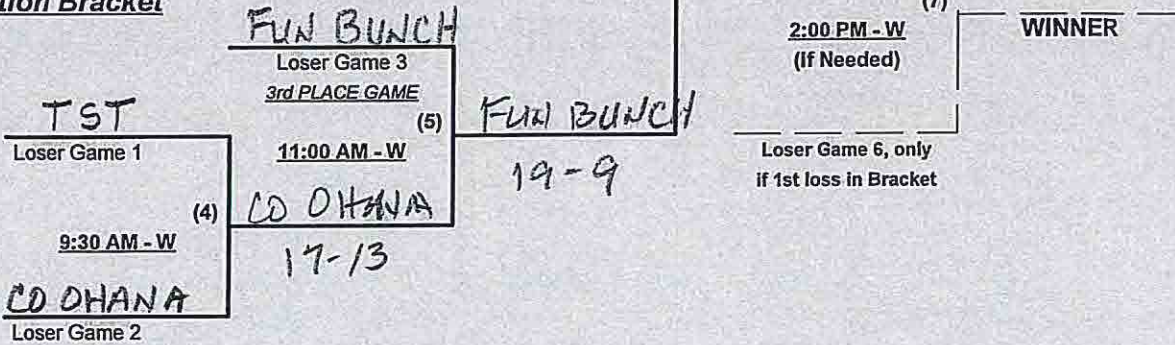 tion Bracket
FUN BUNCH
Loser Game 3
3rd PLACE GAME
(5)
11:00 AM - W
TST
Loser Game 1
(4)
9:30 AM - W
CO OHANA
17-13
CO OHANA
Loser Game 2
FUN BUNCH
19-9
(7)
2:00 PM - W
(If Needed)
WINNER
Loser Game 6, only
if 1st loss in Bracket